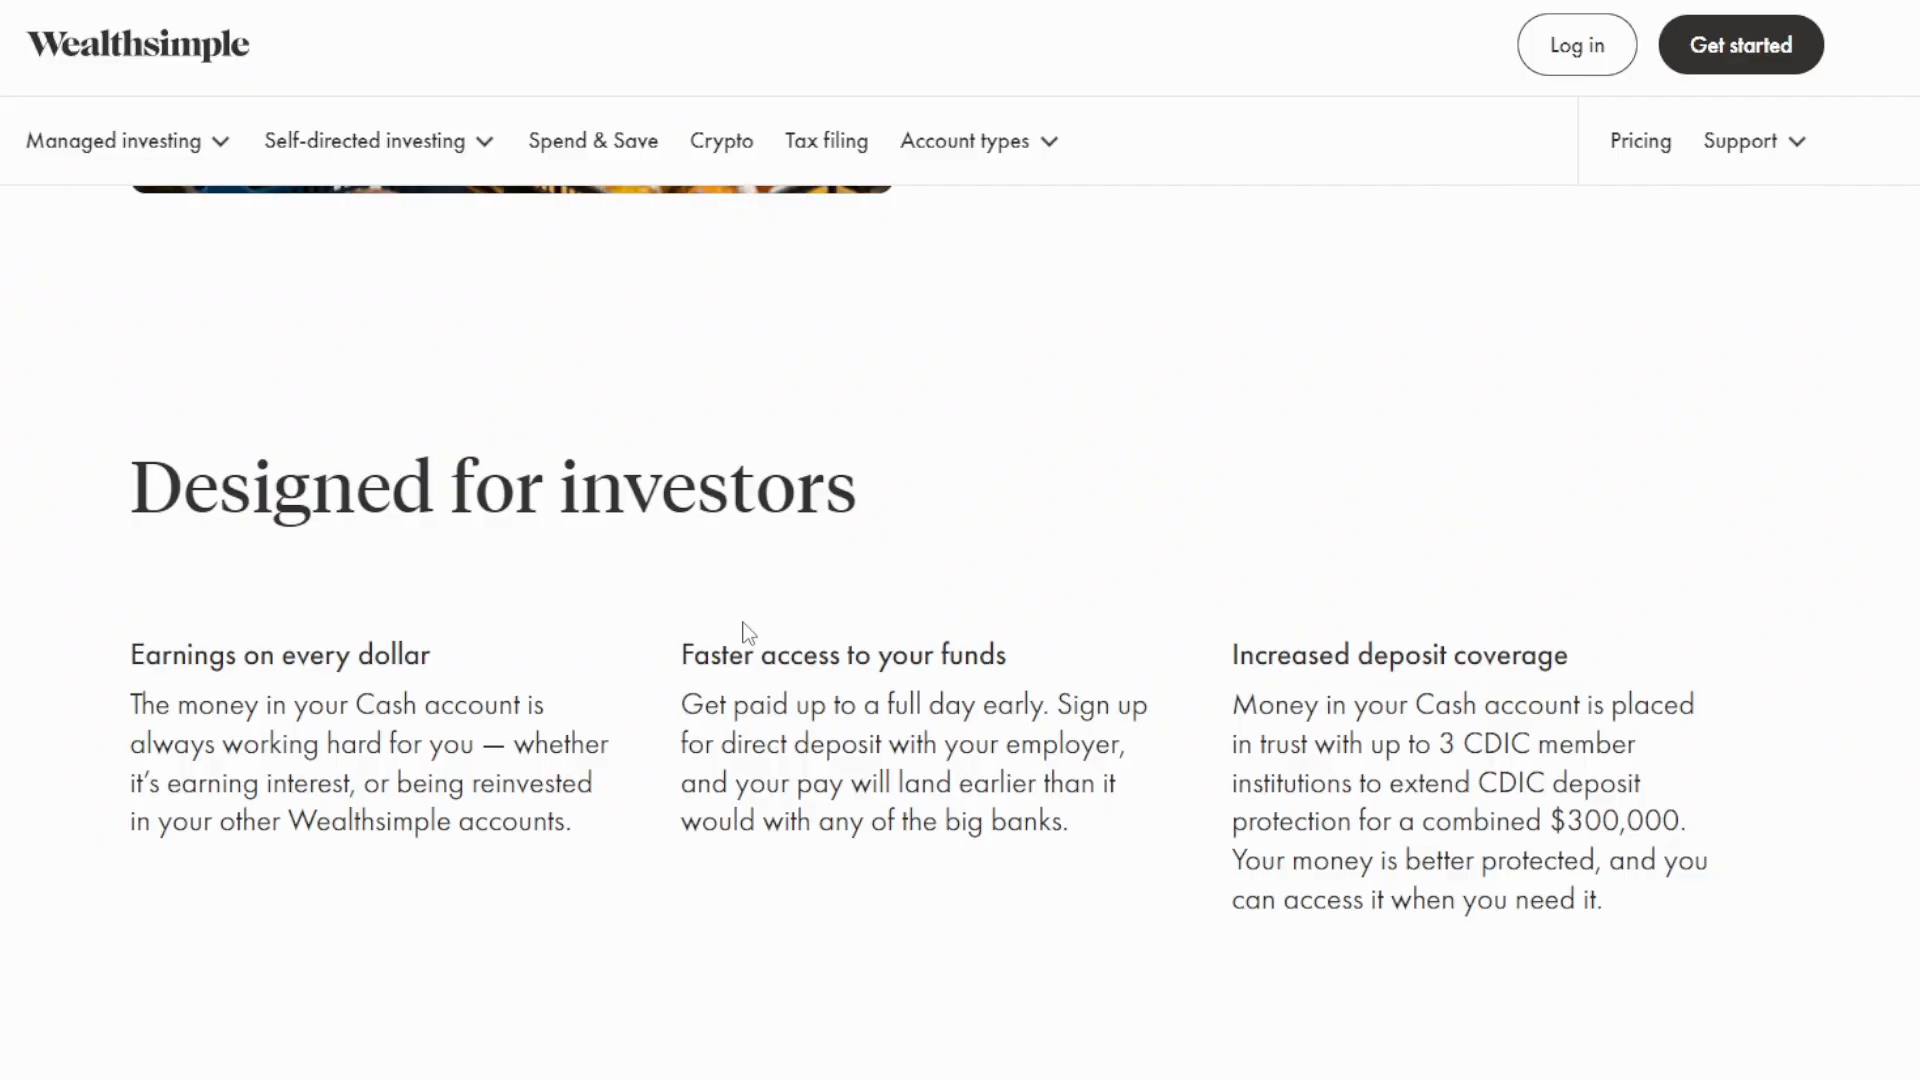 Wealthsimple
Log in
Get started
Managed investing
Self-directed investing
Spend & Save
Crypto
Tax filing
Account types
Pricing
Support
Designed for investors
Earnings on every dollar
The money in your Cash account is
always working hard for you — whether
it’s earning interest, or being reinvested
in your other Wealthsimple accounts.
Faster access to your funds
Get paid up to a full day early. Sign up
for direct deposit with your employer,
and your pay will land earlier than it
would with any of the big banks.
Increased deposit coverage
Money in your Cash account is placed
in trust with up to 3 CDIC member
institutions to extend CDIC deposit
protection for a combined $300,000.
Your money is better protected, and you
can access it when you need it.